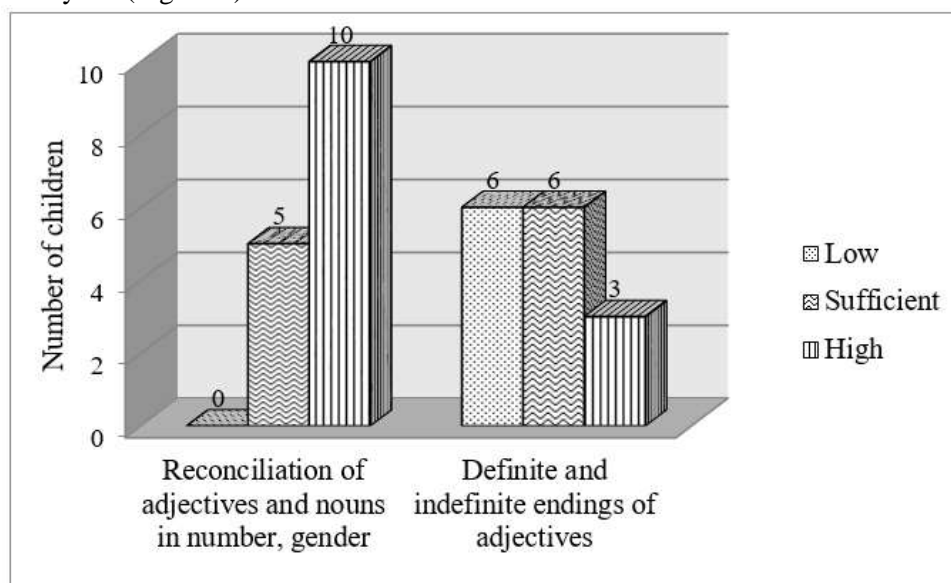 10
10
8
6
4
2
0
Number of children
0
5
10
6
6
3
Low
Sufficient
High
Reconciliation of
adjectives and nouns
in number, gender
Definite and
indefinite endings of
adjectives